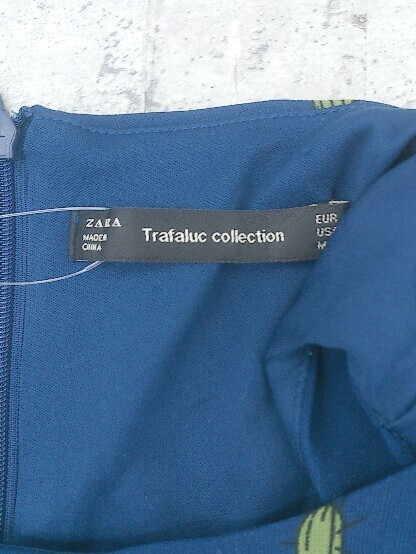 ZARA
MADE IN
CHINA
Trafaluc collection
EUR
US
M